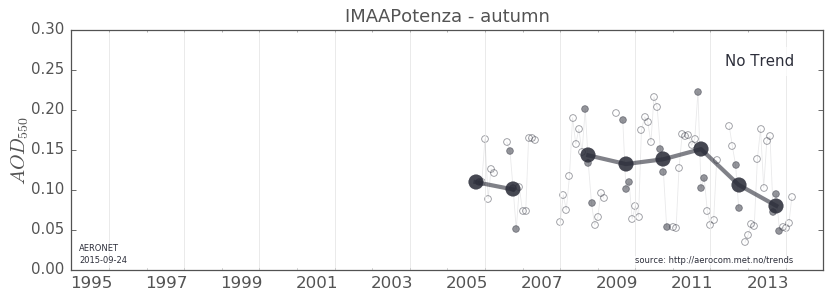 IMAAPotenza - autumn
0.30
0.25
0.20
0.15
0.10
0.05
0.00
AOD550
No Trend
AERONET
2015-09-24
source: http://aerocom.met.no/trends
1995 1997 1999 2001 2003 2005 2007 2009 2011 2013